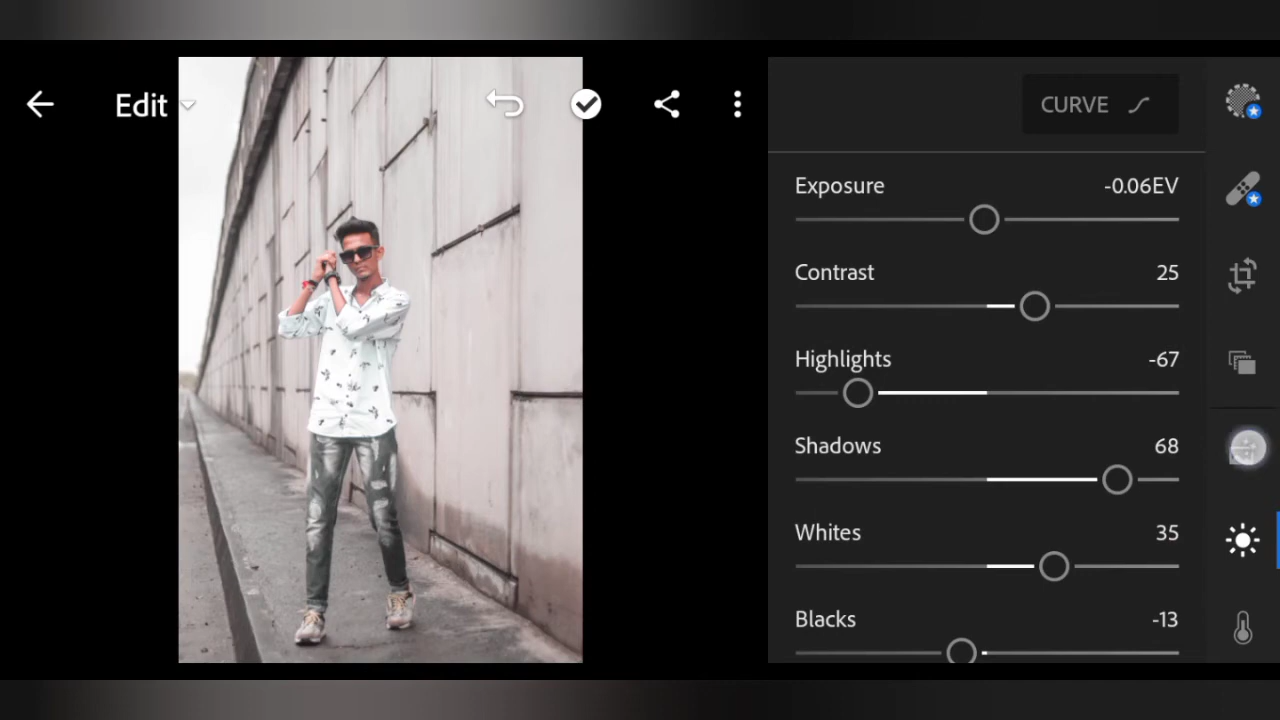 Edit
CURVE
Exposure -0.06EV
Contrast 25
Highlights -67
Shadows 68
Whites 35
Blacks -13